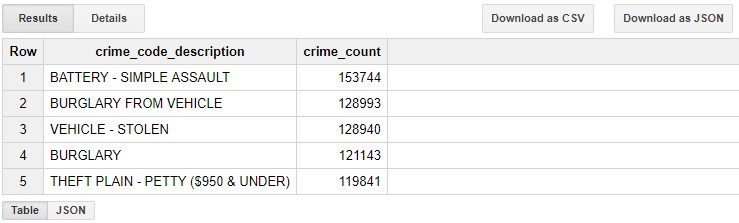 Results Details Download as CSV Download as JSON
Row crime_code_description crime_count
1 BATTERY - SIMPLE ASSAULT 153744
2 BURGLARY FROM VEHICLE 128993
3 VEHICLE - STOLEN 128940
4 BURGLARY 121143
5 THEFT PLAIN - PETTY ($950 & UNDER) 119841
Table JSON